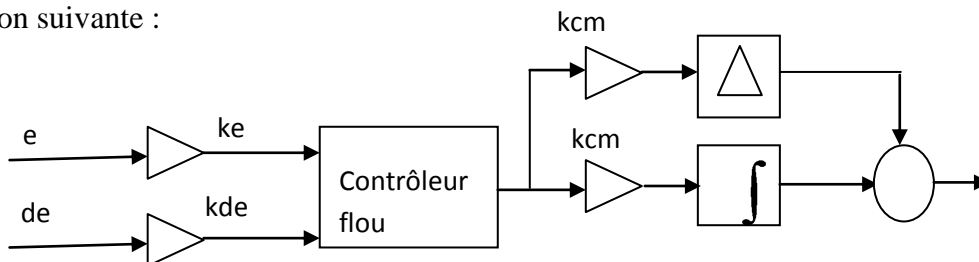 on suivante :
kcm
e
ke
kcm
Contrôleur
flou
de
kde
∫